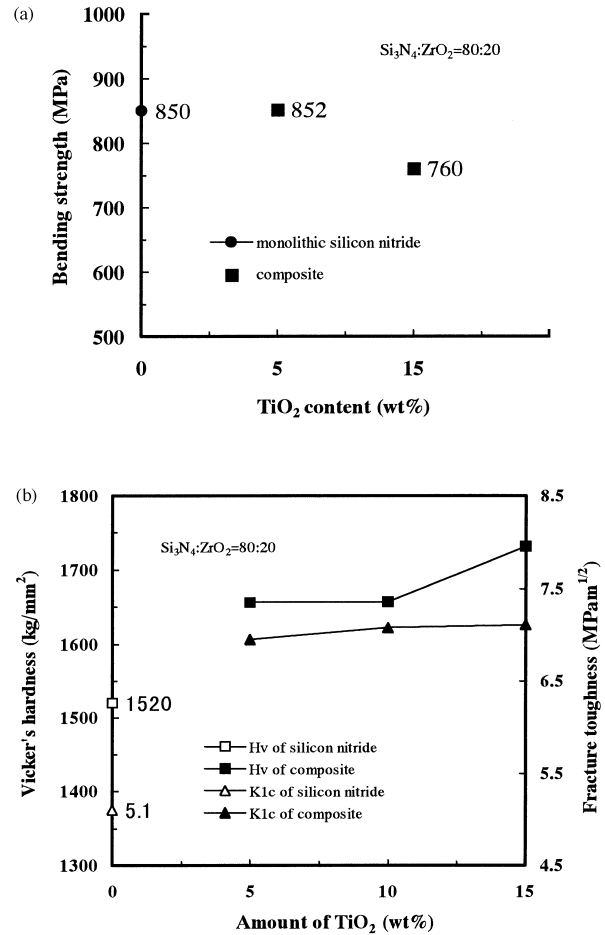 (a)
1000
900
800
700
600
500
Bending strength (MPa)
Si3N4:ZrO2=80:20
850
852
760
monolithic silicon nitride
composite
0
5
15
TiO2 content (wt%)
(b)
1800
1700
1600
1500
1400
1300
Vicker's hardness (kg/mm2)
Si3N4:ZrO2=80:20
1520
5.1
Hv of silicon nitride
Hv of composite
K1c of silicon nitride
K1c of composite
8.5
7.5
6.5
5.5
4.5
Fracture toughness (MPam1/2)
0
5
10
15
Amount of TiO2 (wt%)